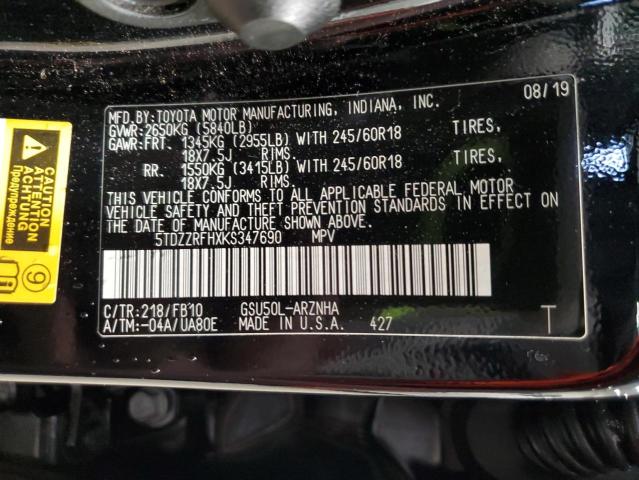 MFD.BY:TOYOTA MOTOR MANUFACTURING, INDIANA, INC. 08/19
GVWR:2650KG (5840LB)
GAWR:FRT. 1345KG (2955LB) WITH 245/60R18 TIRES,
18X7.5J RIMS.
RR. 1550KG (3415LB) WITH 245/60R18 TIRES,
18X7.5J RIMS.
THIS VEHICLE CONFORMS TO ALL APPLICABLE FEDERAL MOTOR
VEHICLE SAFETY AND THEFT PREVENTION STANDARDS IN EFFECT ON
THE DATE OF MANUFACTURE SHOWN ABOVE.
5TDZZRFHXKS347690 MPV
C/TR:218/FB10 GSU50L-ARZNHA
A/TM:-04A/UA80E MADE IN U.S.A. 427 T
CAUTION
ATTENTION
Предупреждение
9